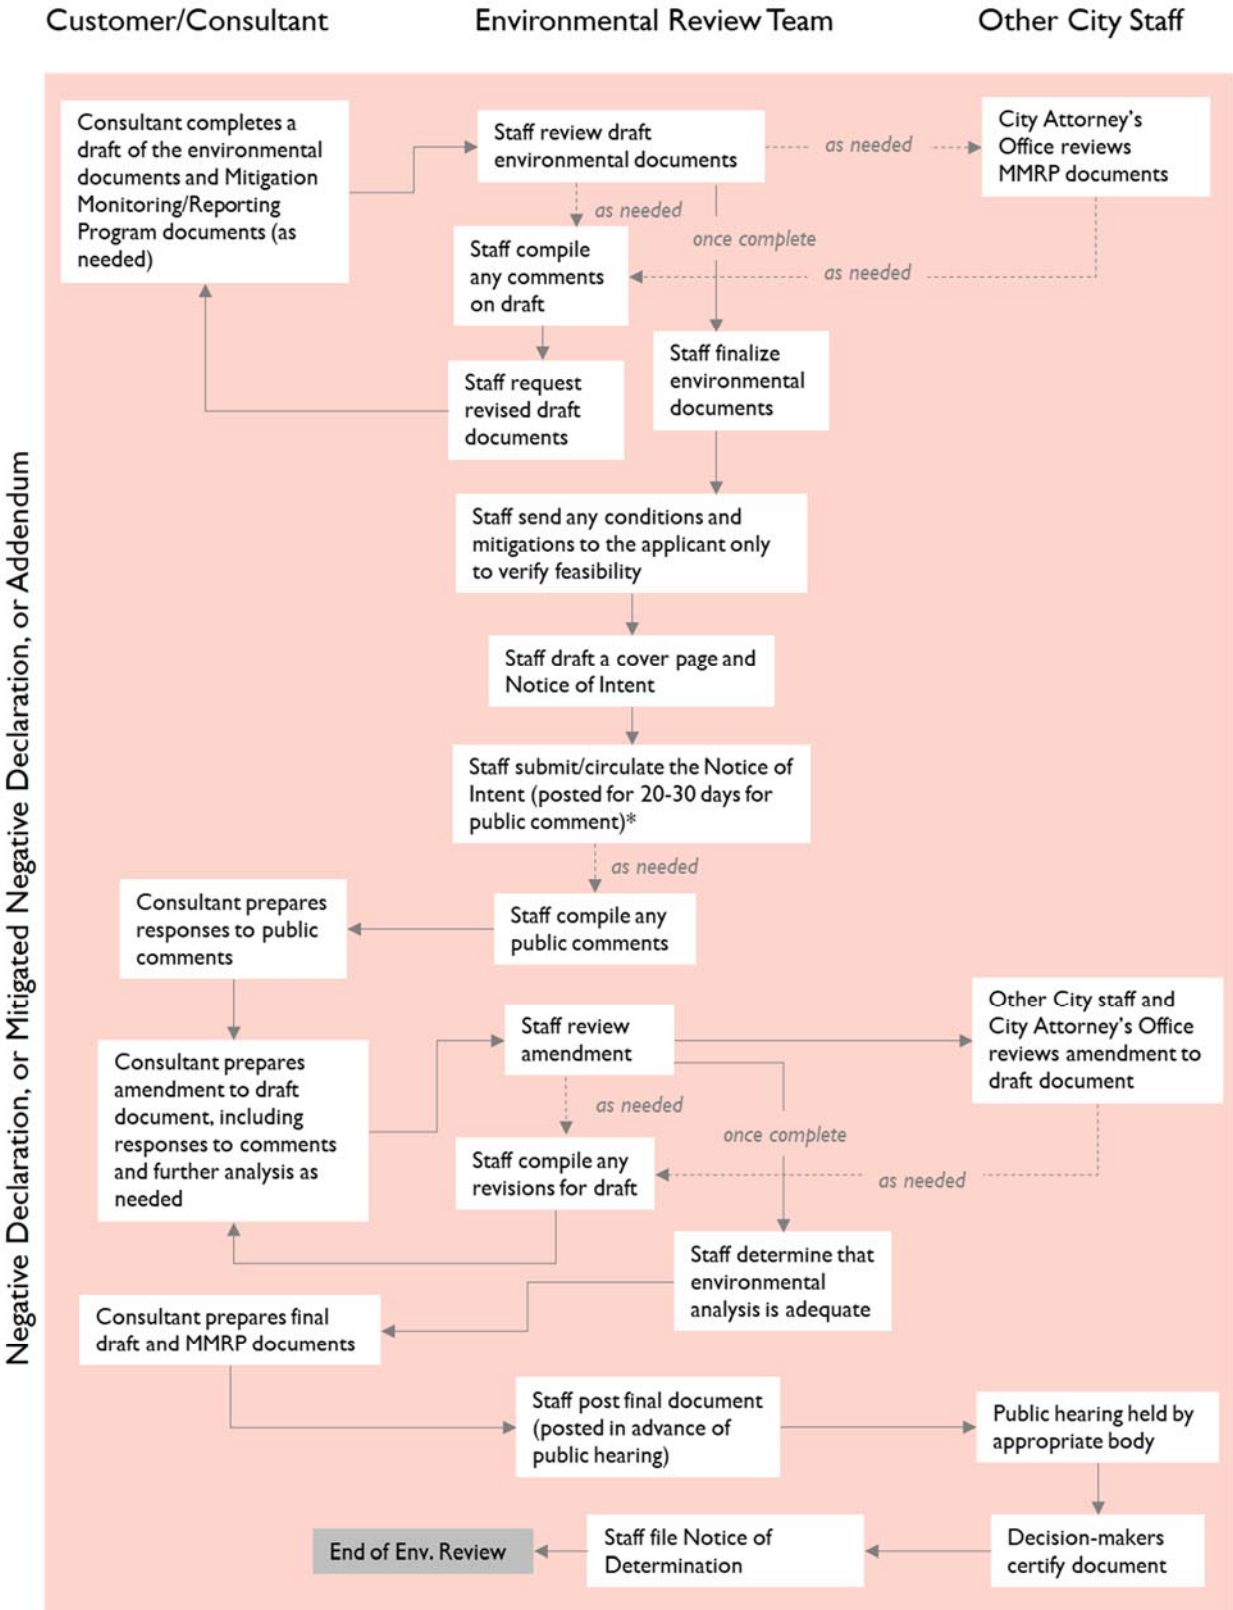 Customer/Consultant
Environmental Review Team
Other City Staff
Negative Declaration, or Mitigated Negative Declaration, or Addendum
Consultant completes a
draft of the environmental
documents and Mitigation
Monitoring/Reporting
Program documents (as
needed)
Staff review draft
environmental documents
as needed
City Attorney's
Office reviews
MMRP documents
as needed
once complete
Staff compile
any comments
on draft
as needed
Staff finalize
environmental
documents
Staff request
revised draft
documents
Staff send any conditions and
mitigations to the applicant only
to verify feasibility
Staff draft a cover page and
Notice of Intent
Staff submit/circulate the Notice of
Intent (posted for 20-30 days for
public comment)*
as needed
Staff compile any
public comments
Consultant prepares
responses to public
comments
Consultant prepares
amendment to draft
document, including
responses to comments
and further analysis as
needed
Staff review
amendment
Other City staff and
City Attorney's Office
reviews amendment to
draft document
as needed
once complete
Staff compile any
revisions for draft
as needed
Staff determine that
environmental
analysis is adequate
Consultant prepares final
draft and MMRP documents
Staff post final document
(posted in advance of
public hearing)
Public hearing held by
appropriate body
Decision-makers
certify document
Staff file Notice of
Determination
End of Env. Review